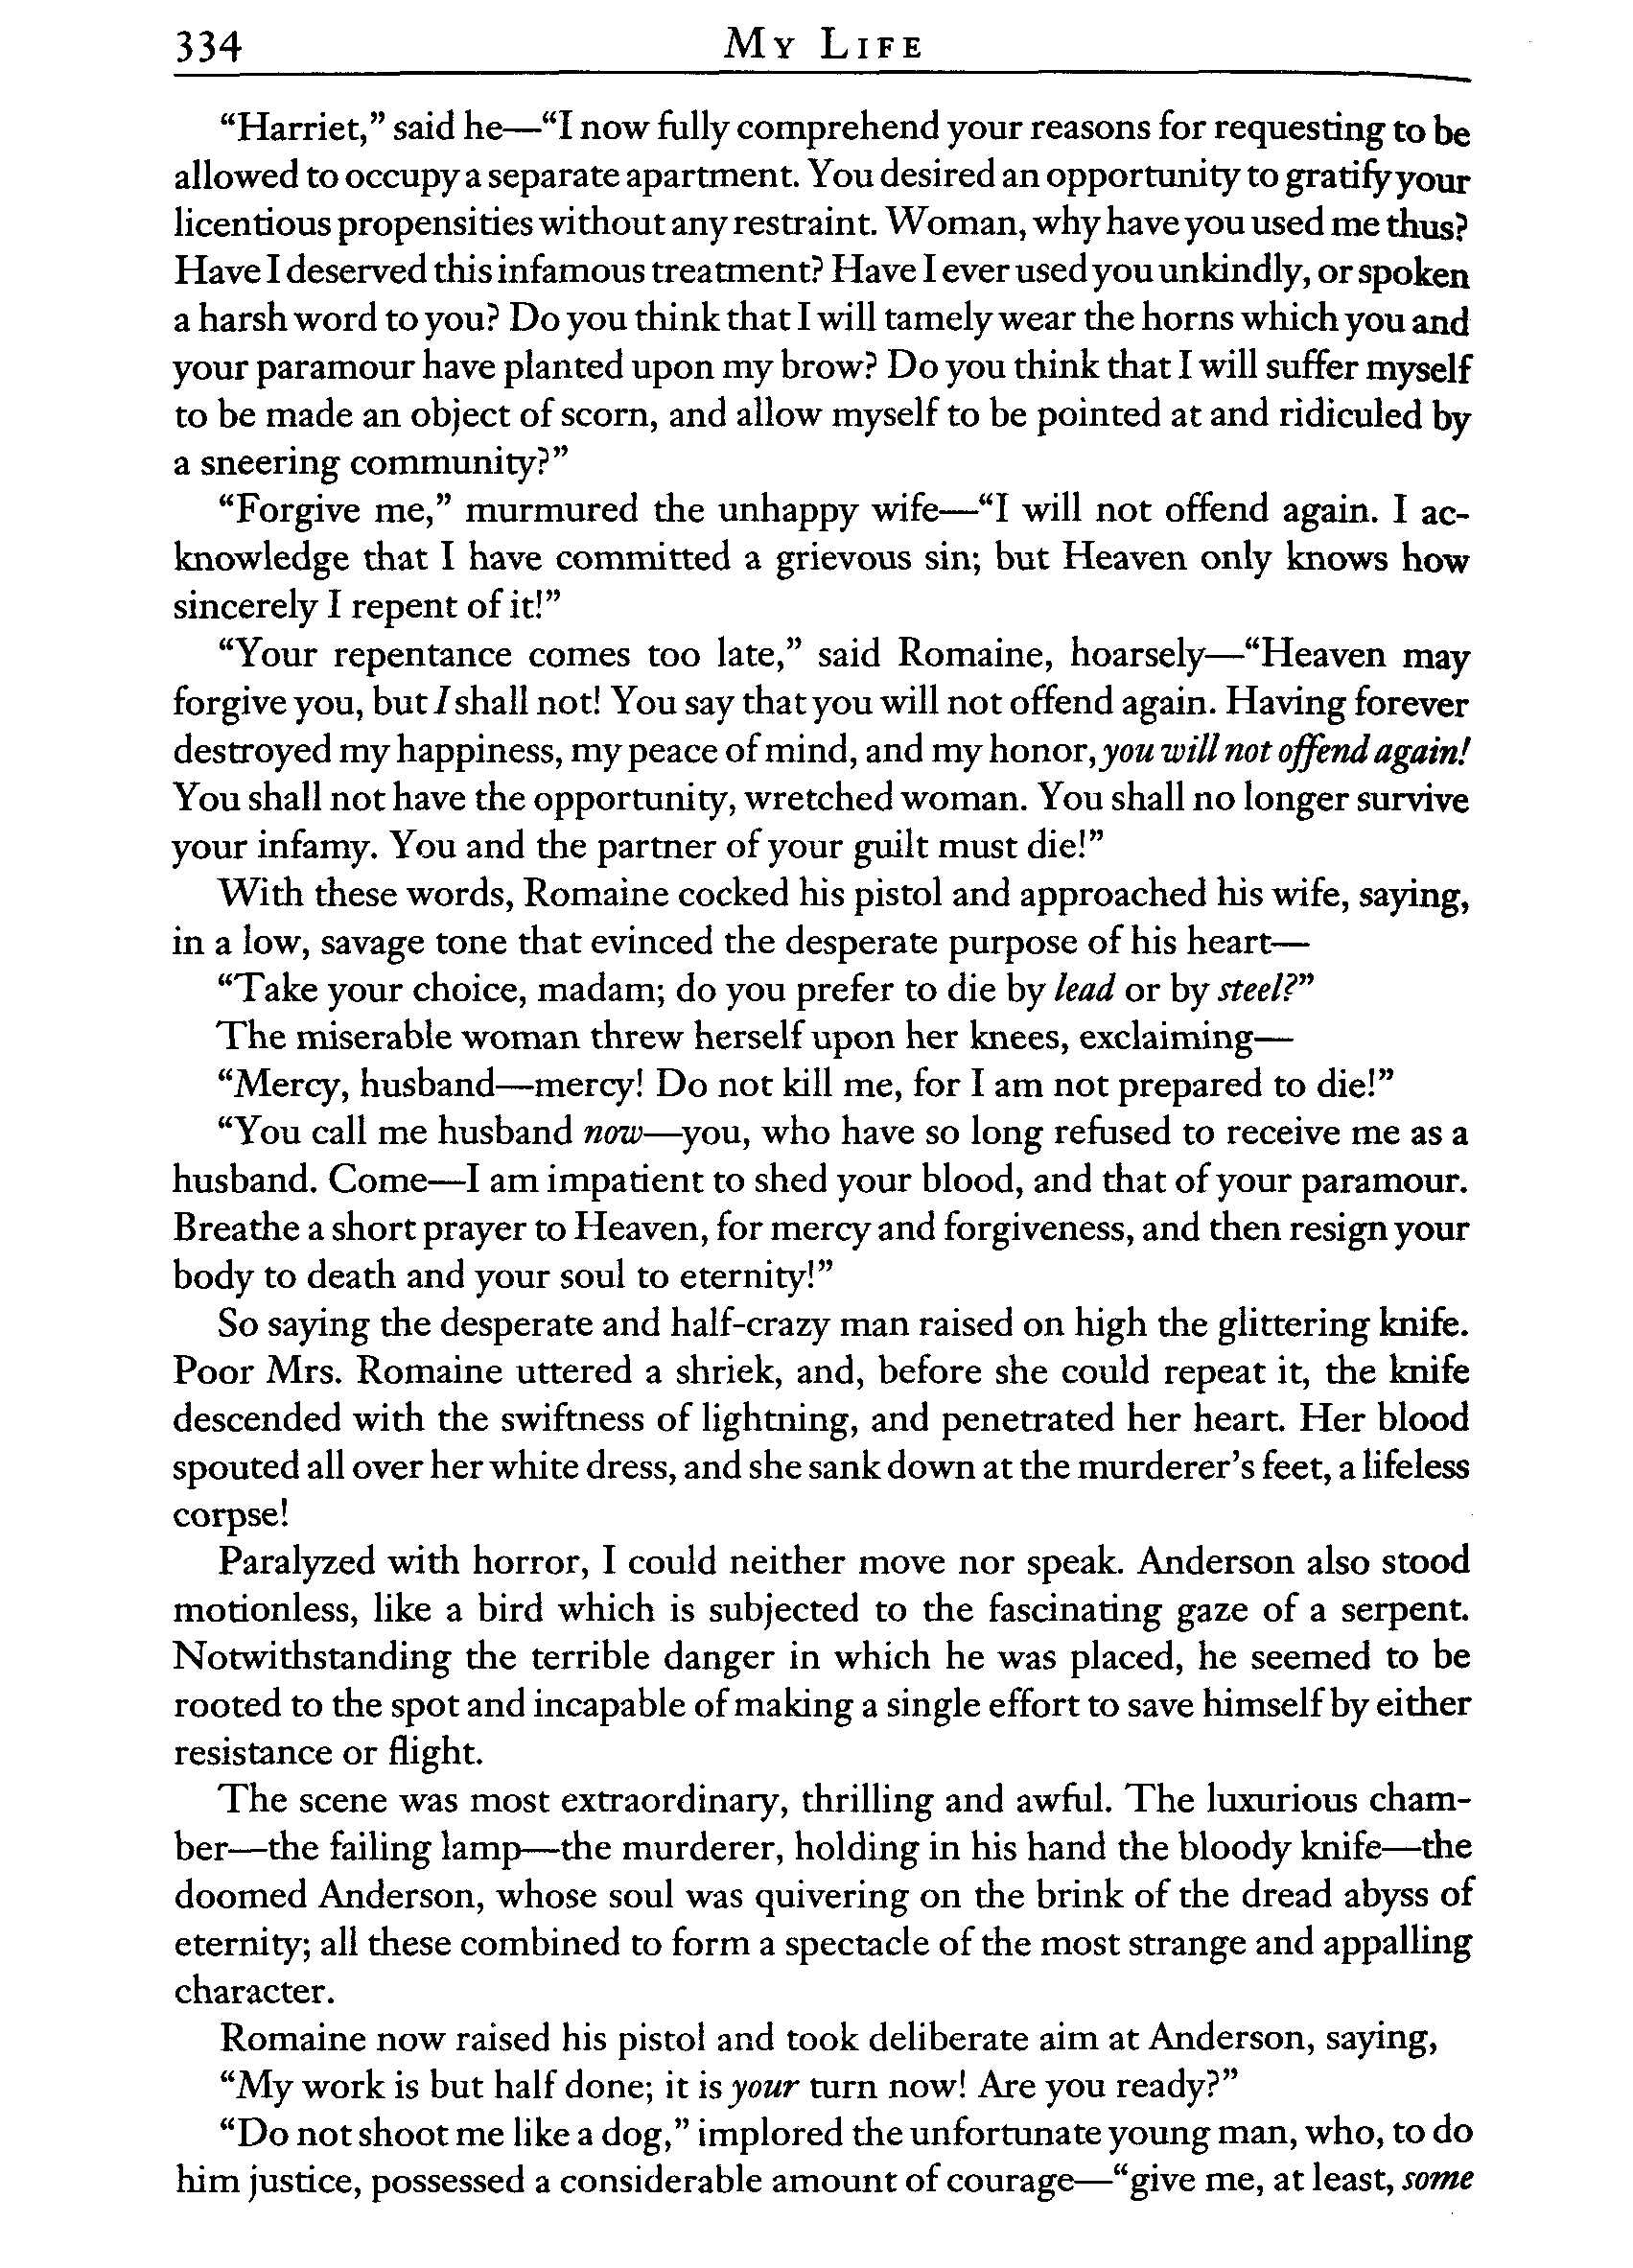 334
MY LIFE
“Harriet,” said he—“I now fully comprehend your reasons for requesting to be
allowed to occupy a separate apartment. You desired an opportunity to gratify your
licentious propensities without any restraint. Woman, why have you used me thus?
Have I deserved this infamous treatment? Have I ever used you unkindly, or spoken
a harsh word to you? Do you think that I will tamely wear the horns which you and
your paramour have planted upon my brow? Do you think that I will suffer myself
to be made an object of scorn, and allow myself to be pointed at and ridiculed by
a sneering community?”
“Forgive me,” murmured the unhappy wife—“I will not offend again. I ac-
knowledge that I have committed a grievous sin; but Heaven only knows how
sincerely I repent of it!”
“Your repentance comes too late,” said Romaine, hoarsely—“Heaven may
forgive you, but I shall not! You say that you will not offend again. Having forever
destroyed my happiness, my peace of mind, and my honor, you will not offend again!
You shall not have the opportunity, wretched woman. You shall no longer survive
your infamy. You and the partner of your guilt must die!”
With these words, Romaine cocked his pistol and approached his wife, saying,
in a low, savage tone that evinced the desperate purpose of his heart—
“Take your choice, madam; do you prefer to die by lead or by steel?”
The miserable woman threw herself upon her knees, exclaiming—
“Mercy, husband—mercy! Do not kill me, for I am not prepared to die!”
“You call me husband now—you, who have so long refused to receive me as a
husband. Come—I am impatient to shed your blood, and that of your paramour.
Breathe a short prayer to Heaven, for mercy and forgiveness, and then resign your
body to death and your soul to eternity!”
So saying the desperate and half-crazy man raised on high the glittering knife.
Poor Mrs. Romaine uttered a shriek, and, before she could repeat it, the knife
descended with the swiftness of lightning, and penetrated her heart. Her blood
spouted all over her white dress, and she sank down at the murderer’s feet, a lifeless
corpse!
Paralyzed with horror, I could neither move nor speak. Anderson also stood
motionless, like a bird which is subjected to the fascinating gaze of a serpent.
Notwithstanding the terrible danger in which he was placed, he seemed to be
rooted to the spot and incapable of making a single effort to save himself by either
resistance or flight.
The scene was most extraordinary, thrilling and awful. The luxurious cham-
ber—the failing lamp—the murderer, holding in his hand the bloody knife—the
doomed Anderson, whose soul was quivering on the brink of the dread abyss of
eternity; all these combined to form a spectacle of the most strange and appalling
character.
Romaine now raised his pistol and took deliberate aim at Anderson, saying,
“My work is but half done; it is your turn now! Are you ready?”
“Do not shoot me like a dog,” implored the unfortunate young man, who, to do
him justice, possessed a considerable amount of courage—“give me, at least, some